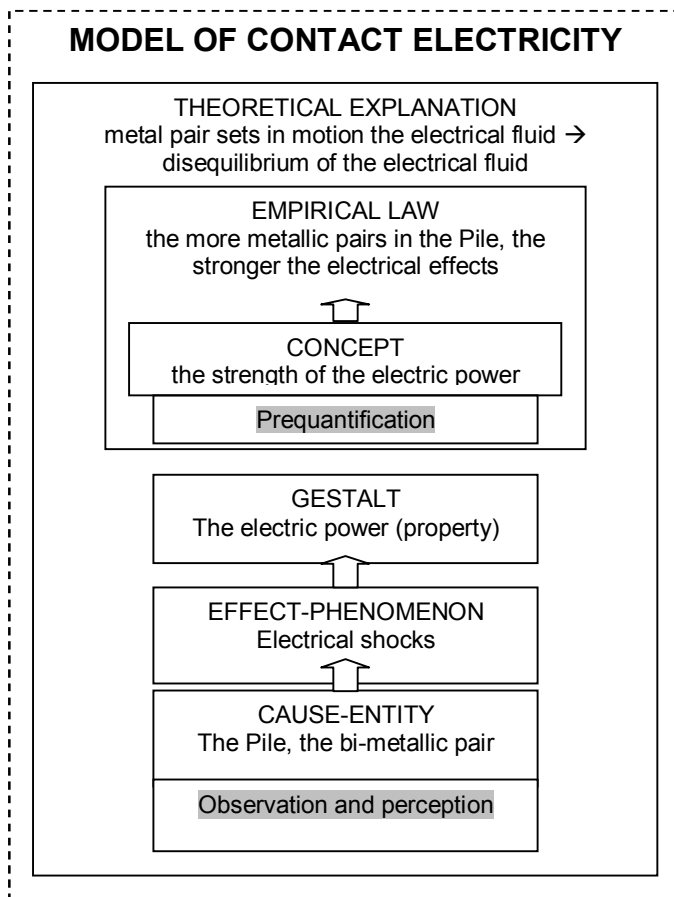 MODEL OF CONTACT ELECTRICITY
THEORETICAL EXPLANATION
metal pair sets in motion the electrical fluid →
disequilibrium of the electrical fluid
EMPIRICAL LAW
the more metallic pairs in the Pile, the
stronger the electrical effects
CONCEPT
the strength of the electric power
Prequantification
GESTALT
The electric power (property)
EFFECT-PHENOMENON
Electrical shocks
CAUSE-ENTITY
The Pile, the bi-metallic pair
Observation and perception